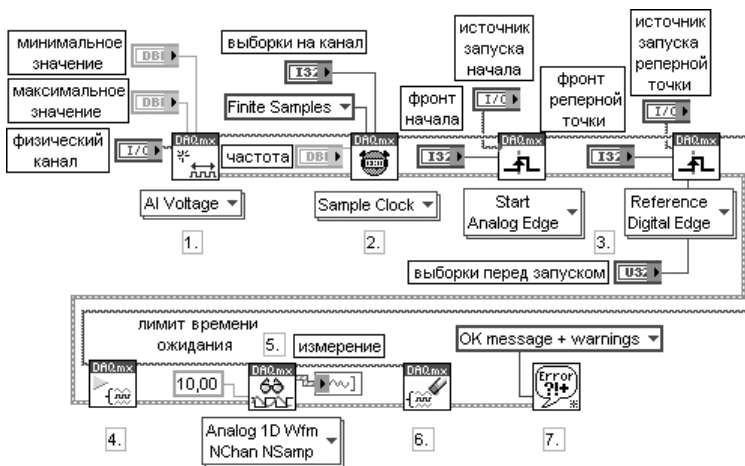 минимальное
значение
DBL
максимальное
значение
DBL
физический
канал
I/O
DAQmx
AI Voltage
1.
выборки на канал
I32
Finite Samples
частота
DBL
DAQmx
Sample Clock
2.
источник
запуска
начала
I/O
фронт
начала
I32
DAQmx
Start
Analog Edge
3.
источник
запуска
реперной
точки
I/O
фронт
реперной
точки
I32
DAQmx
Reference
Digital Edge
выборки перед запуском
U32
DAQmx
4.
лимит времени
ожидания
10,00
5.
DAQmx
измерение
Analog 1D Wfm
NChan NSamp
DAQmx
6.
OK message + warnings
Error
?!+
7.